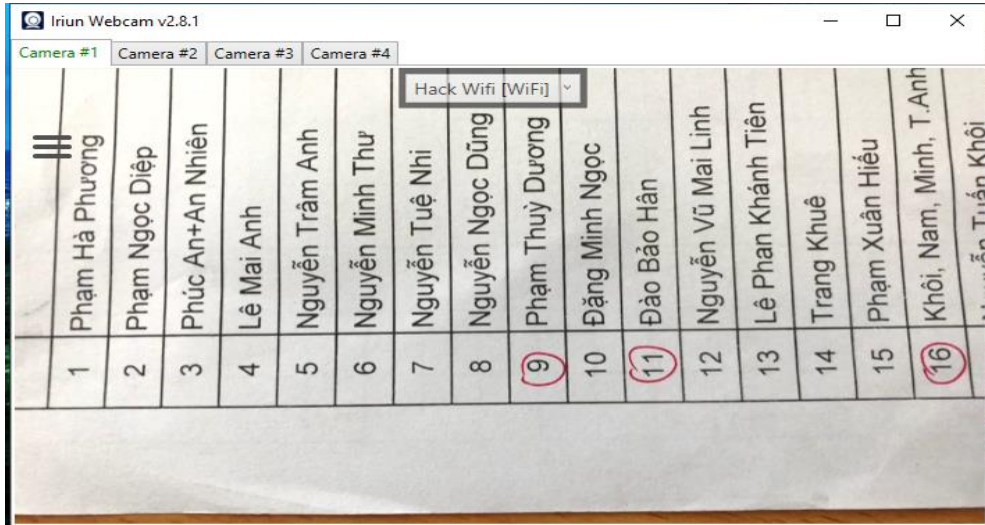 Iriun Webcam v2.8.1
Camera #1 Camera #2 Camera #3 Camera #4
Hack Wifi [WiFi]
1 Phạm Hà Phương
2 Phạm Ngọc Diệp
3 Phúc An+An Nhiên
4 Lê Mai Anh
5 Nguyễn Trâm Anh
6 Nguyễn Minh Thư
7 Nguyễn Tuệ Nhi
8 Nguyễn Ngọc Dũng
9 Phạm Thuỳ Dương
10 Đặng Minh Ngọc
11 Đào Bảo Hân
12 Nguyễn Vũ Mai Linh
13 Lê Phan Khánh Tiên
14 Trang Khuê
15 Phạm Xuân Hiếu
16 Khôi, Nam, Minh, T.Anh
Tuấn Khôi